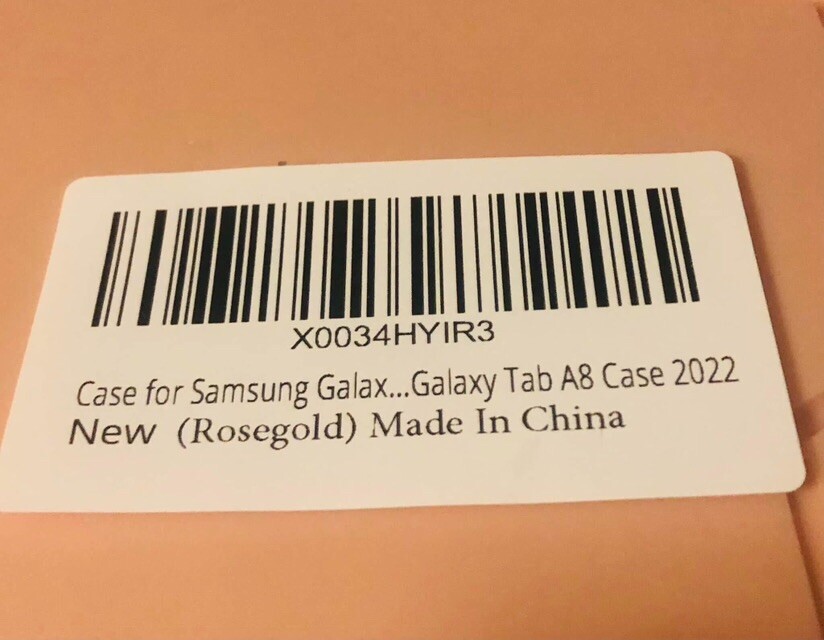 X0034HYIR3
Case for Samsung Galax...Galaxy Tab A8 Case 2022
New (Rosegold) Made In China